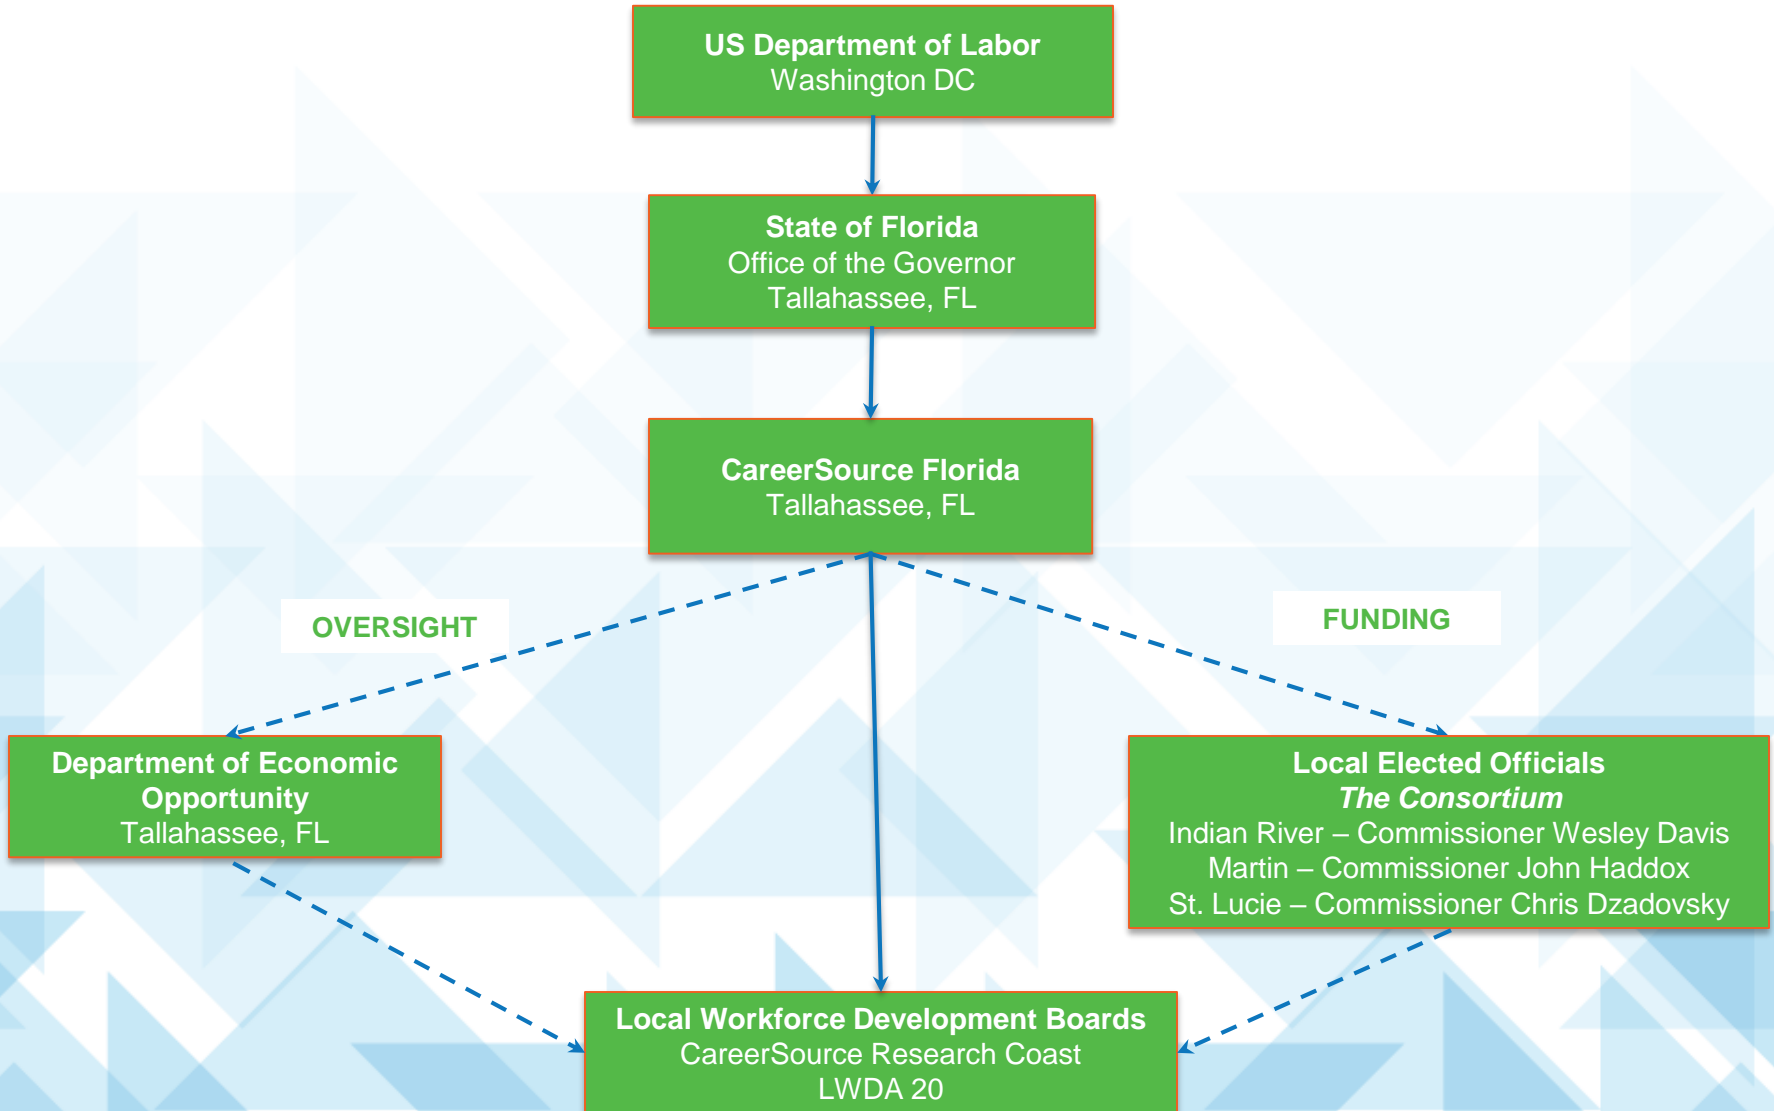 US Department of Labor
Washington DC
State of Florida
Office of the Governor
Tallahassee, FL
CareerSource Florida
Tallahassee, FL
OVERSIGHT
FUNDING
Department of Economic
Opportunity
Tallahassee, FL
Local Elected Officials
The Consortium
Indian River – Commissioner Wesley Davis
Martin – Commissioner John Haddox
St. Lucie – Commissioner Chris Dzadovsky
Local Workforce Development Boards
CareerSource Research Coast
LWDA 20